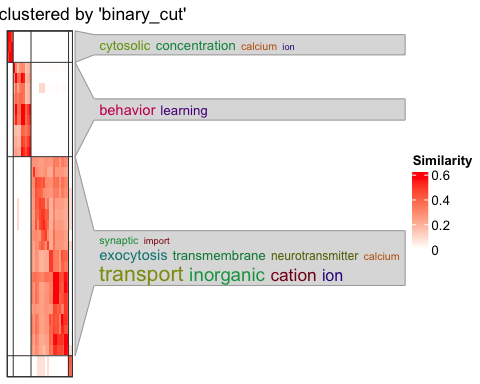 clustered by 'binary_cut'
cytosolic concentration calcium ion
behavior learning
synaptic import
exocytosis transmembrane neurotransmitter calcium
transport inorganic cation ion
Similarity
0.6
0.4
0.2
0